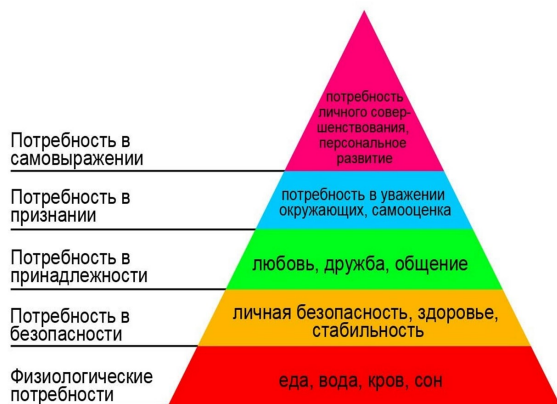 потребность
личного совер-
шенствования,
персональное
развитие
Потребность в
самовыражении
потребность в уважении
окружающих, самооценка
Потребность в
признании
любовь, дружба, общение
Потребность в
принадлежности
личная безопасность, здоровье,
стабильность
Потребность в
безопасности
еда, вода, кров, сон
Физиологические
потребности